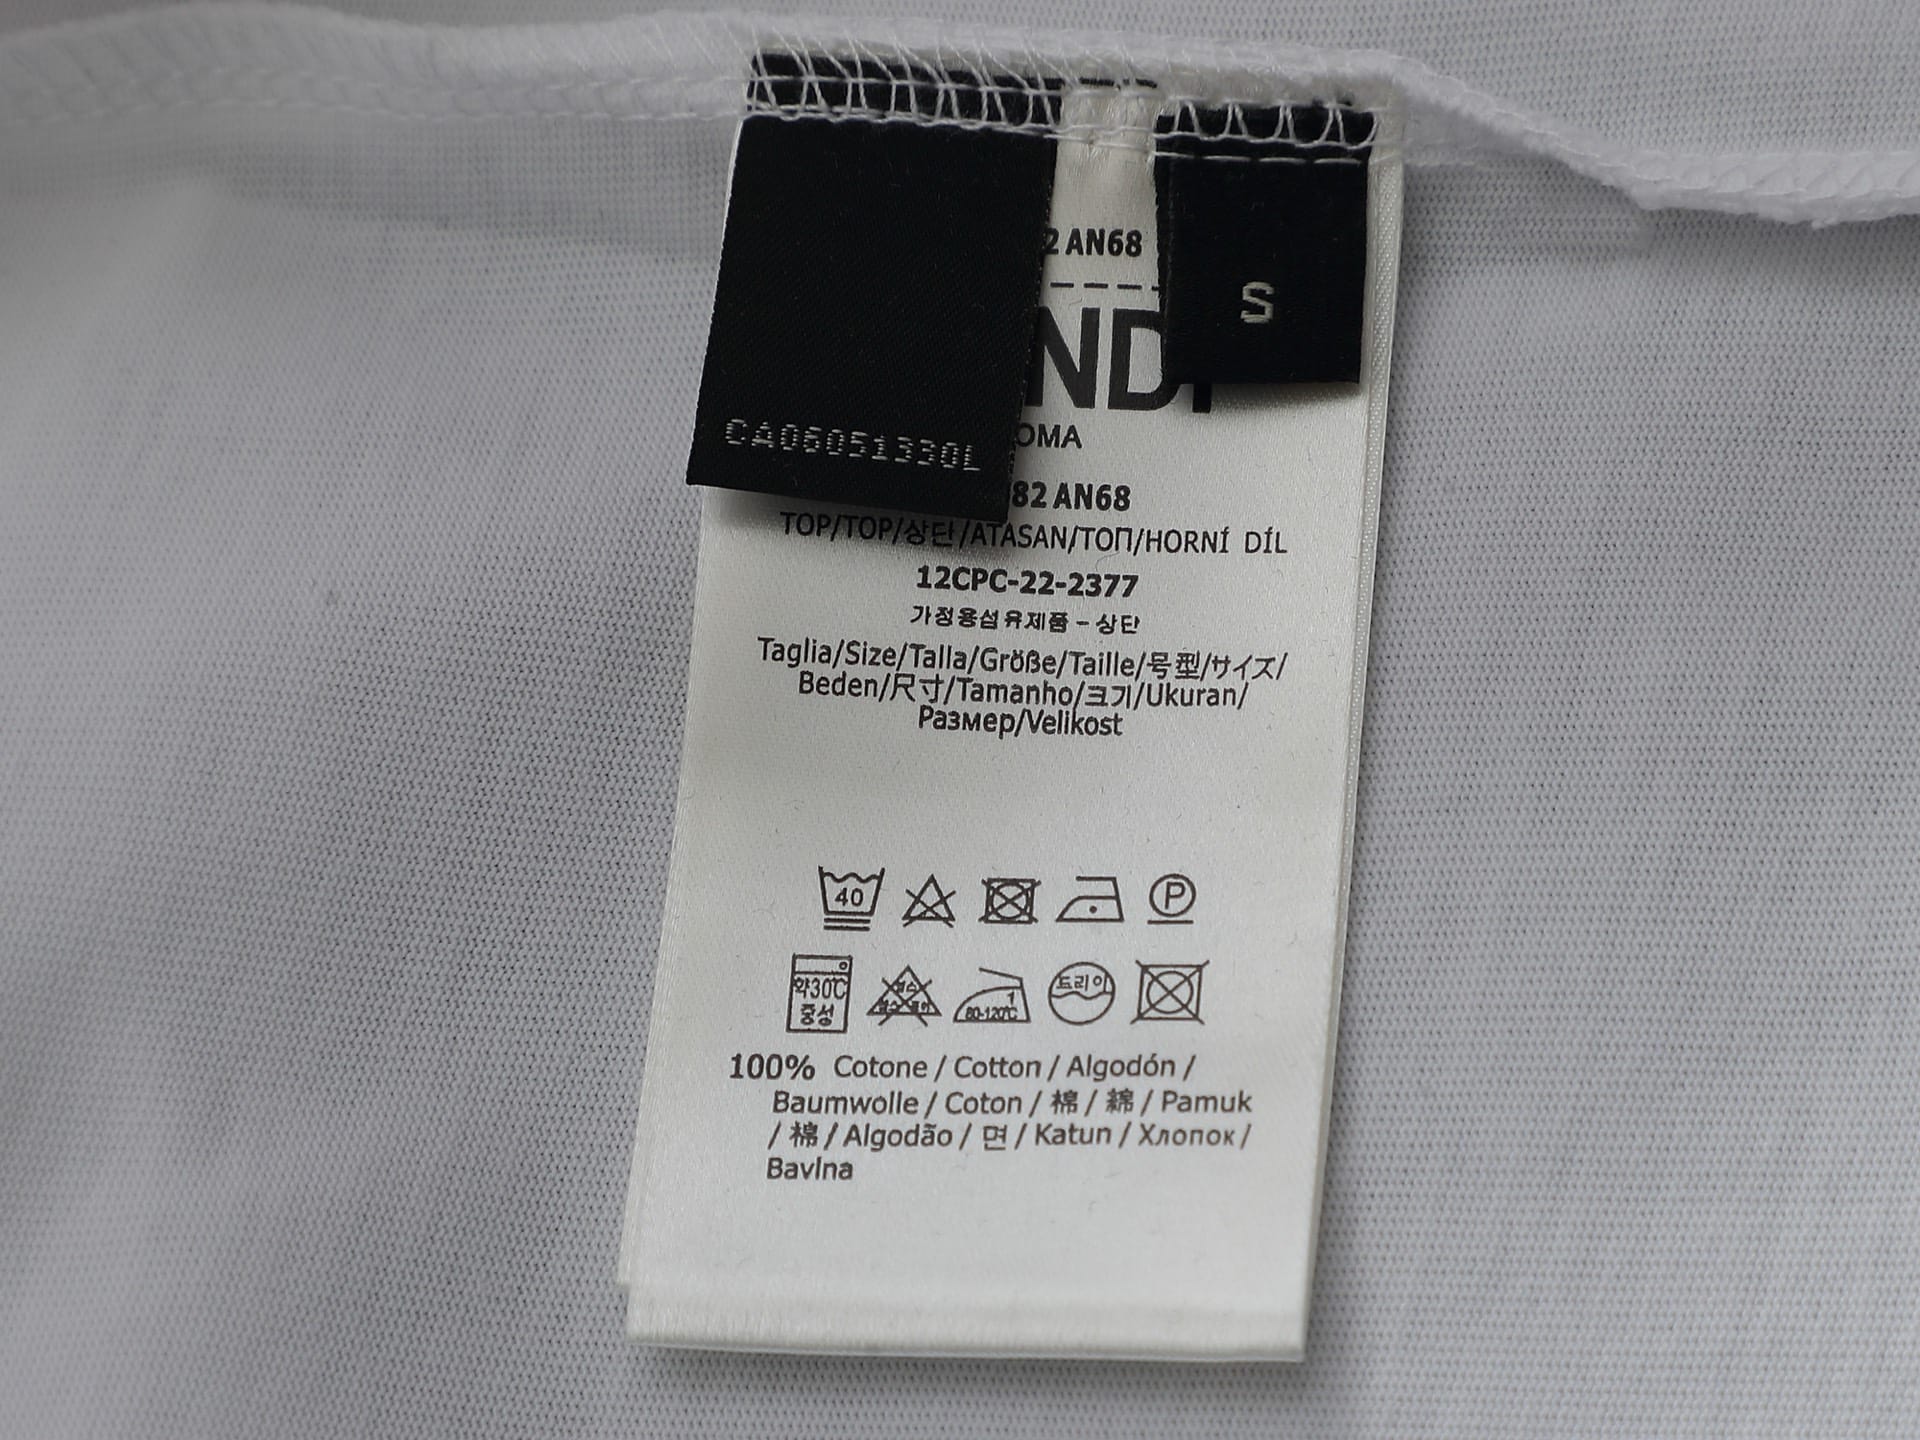 2 AN68
S
NDI
OMA
CA06051330L
82 AN68
TOP/TOP/상단/ATASAN/ТОП/HORNÍ DÍL
12CPC-22-2377
가정용섬유제품 - 상단
Taglia/Size/Talla/Größe/Taille/号型/サイズ/
Beden/尺寸/Tamanho/크기/Ukuran/
Размер/Velikost
40
P
약30℃
중성
1
80-120℃
드라이
100% Cotone / Cotton / Algodón /
Baumwolle / Coton / 棉 / 綿 / Pamuk
/ 棉 / Algodão / 면 / Katun / Хлопок /
Bavlna